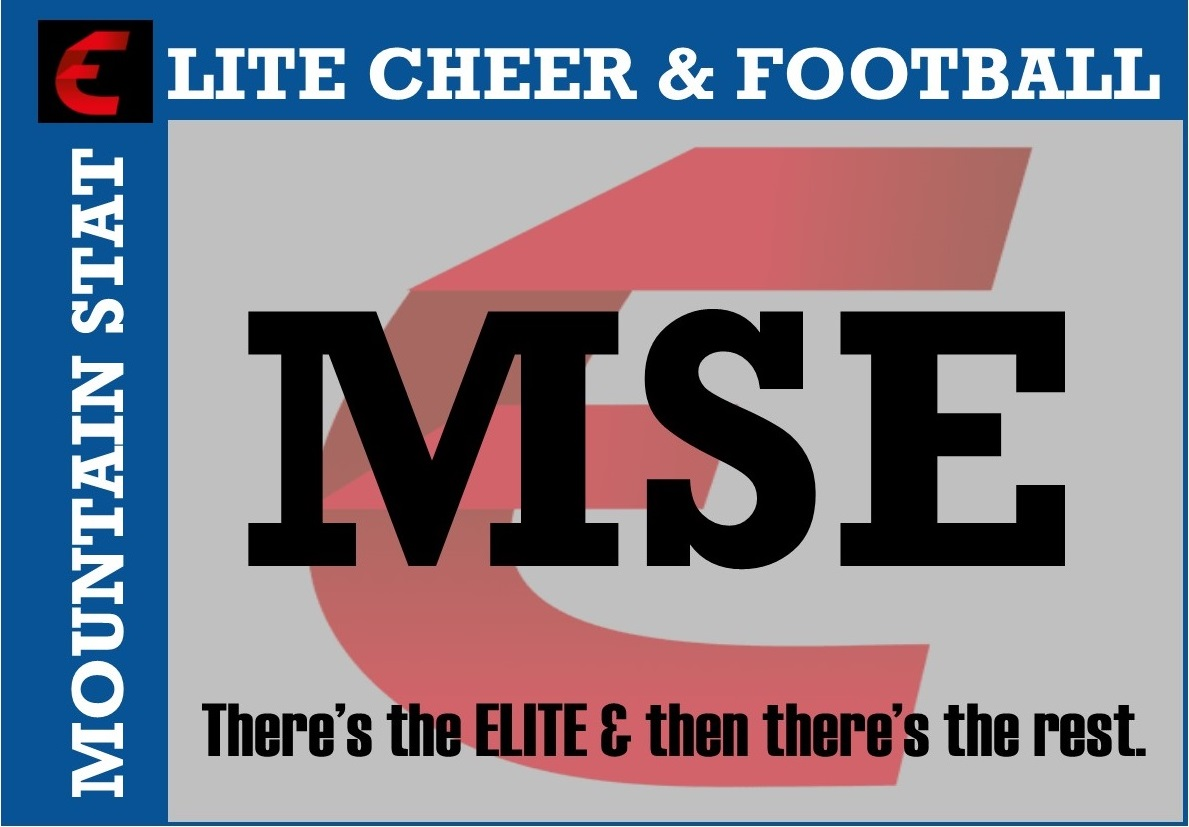 MOUNTAIN STAT
E
LITE CHEER & FOOTBALL
MSE
There's the ELITE & then there's the rest.